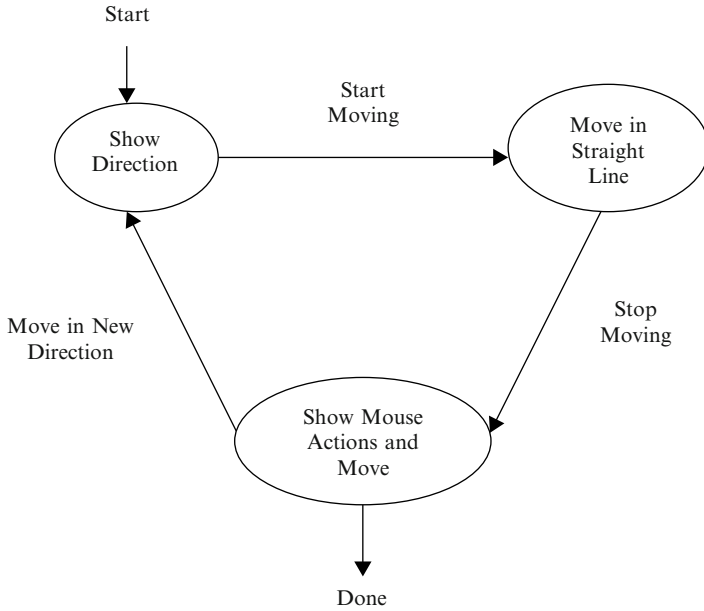 Start
Show
Direction
Start
Moving
Move in
Straight
Line
Move in New
Direction
Stop
Moving
Show Mouse
Actions and
Move
Done